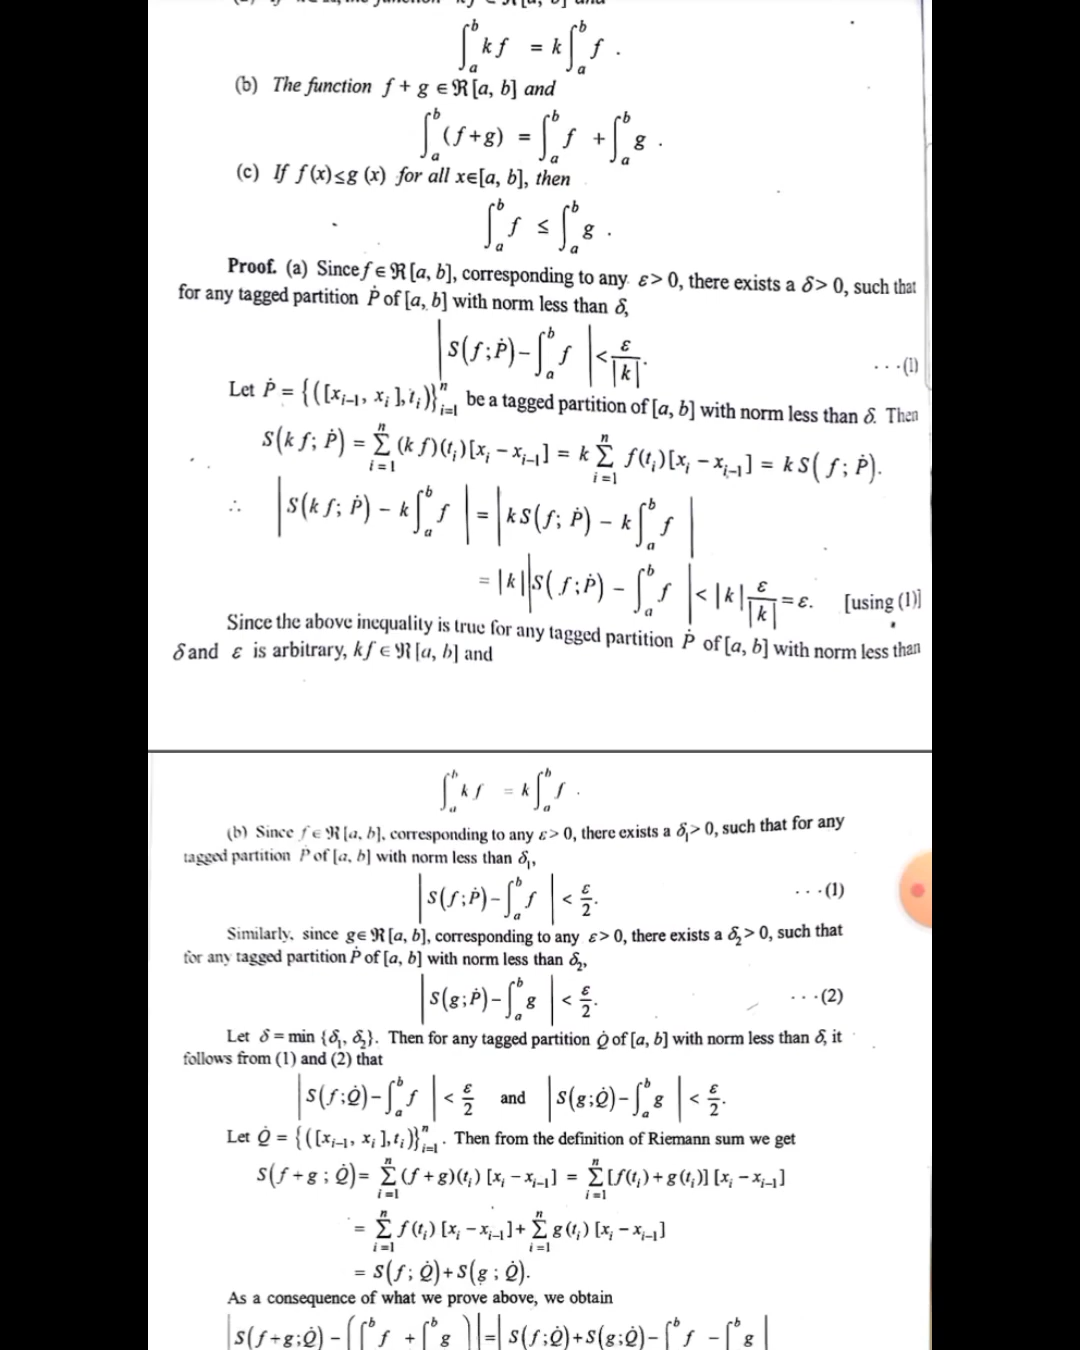 ∫_a^b k f = k ∫_a^b f .
(b) The function f + g ∈ ℜ [a, b] and
∫_a^b (f+g) = ∫_a^b f + ∫_a^b g .
(c) If f (x) ≤ g (x) for all x∈[a, b], then
∫_a^b f ≤ ∫_a^b g .
Proof. (a) Since f ∈ ℜ [a, b], corresponding to any ε > 0, there exists a δ > 0, such that
for any tagged partition Ṗ of [a, b] with norm less than δ,
|S(f ; Ṗ) – ∫_a^b f| < ε/|k|. ···(1)
Let Ṗ = {([x_{i–1}, x_i], t_i)}_{i=1}^n be a tagged partition of [a, b] with norm less than δ. Then
S(k f; Ṗ) = Σ_{i=1}^n (k f)(t_i)[x_i – x_{i–1}] = k Σ_{i=1}^n f(t_i)[x_i – x_{i–1}] = k S( f ; Ṗ).
∴ |S(k f; Ṗ) – k ∫_a^b f| = |k S(f; Ṗ) – k ∫_a^b f|
= |k| |S( f ; Ṗ) – ∫_a^b f| < |k| ε/|k| = ε. [using (1)]
Since the above inequality is true for any tagged partition Ṗ of [a, b] with norm less than
δ and ε is arbitrary, k f ∈ ℜ [a, b] and
∫_a^b k f = k ∫_a^b f .
(b) Since f ∈ ℜ [a, b], corresponding to any ε > 0, there exists a δ₁ > 0, such that for any
tagged partition Ṗ of [a, b] with norm less than δ₁,
|S(f ; Ṗ) – ∫_a^b f| < ε/2. ···(1)
Similarly, since g ∈ ℜ [a, b], corresponding to any ε > 0, there exists a δ₂ > 0, such that
for any tagged partition Ṗ of [a, b] with norm less than δ₂,
|S(g ; Ṗ) – ∫_a^b g| < ε/2. ···(2)
Let δ = min {δ₁, δ₂}. Then for any tagged partition Q̇ of [a, b] with norm less than δ, it
follows from (1) and (2) that
|S(f ; Q̇) – ∫_a^b f| < ε/2 and |S(g ; Q̇) – ∫_a^b g| < ε/2.
Let Q̇ = {([x_{i–1}, x_i], t_i)}_{i=1}^n . Then from the definition of Riemann sum we get
S(f + g ; Q̇) = Σ_{i=1}^n (f + g)(t_i) [x_i – x_{i–1}] = Σ_{i=1}^n [f(t_i) + g(t_i)] [x_i – x_{i–1}]
= Σ_{i=1}^n f (t_i) [x_i – x_{i–1}] + Σ_{i=1}^n g (t_i) [x_i – x_{i–1}]
= S(f ; Q̇) + S(g ; Q̇).
As a consequence of what we prove above, we obtain
|S(f + g ; Q̇) – (∫_a^b f + ∫_a^b g)| = |S(f ; Q̇) + S(g ; Q̇) – ∫_a^b f – ∫_a^b g|